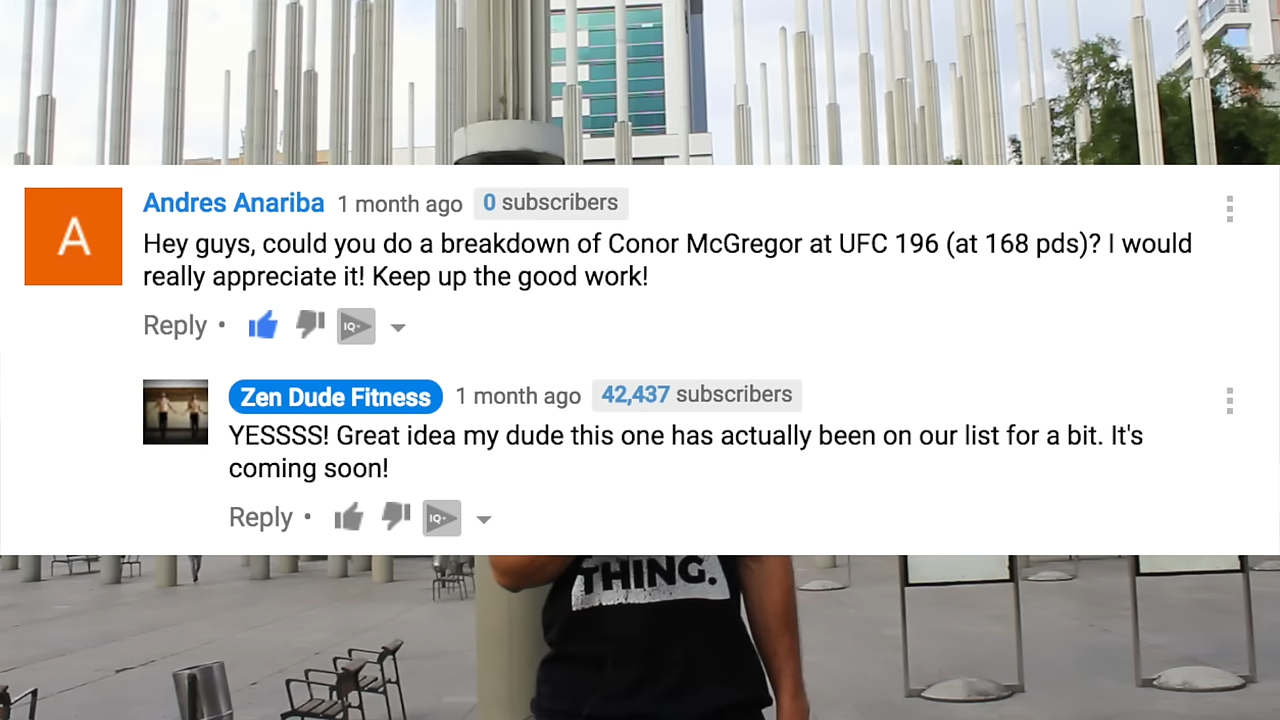 A
Andres Anariba 1 month ago 0 subscribers
Hey guys, could you do a breakdown of Conor McGregor at UFC 196 (at 168 pds)? I would
really appreciate it! Keep up the good work!
Reply •
IQ+
Zen Dude Fitness 1 month ago 42,437 subscribers
YESSSS! Great idea my dude this one has actually been on our list for a bit. It's
coming soon!
Reply •
IQ+
THING.